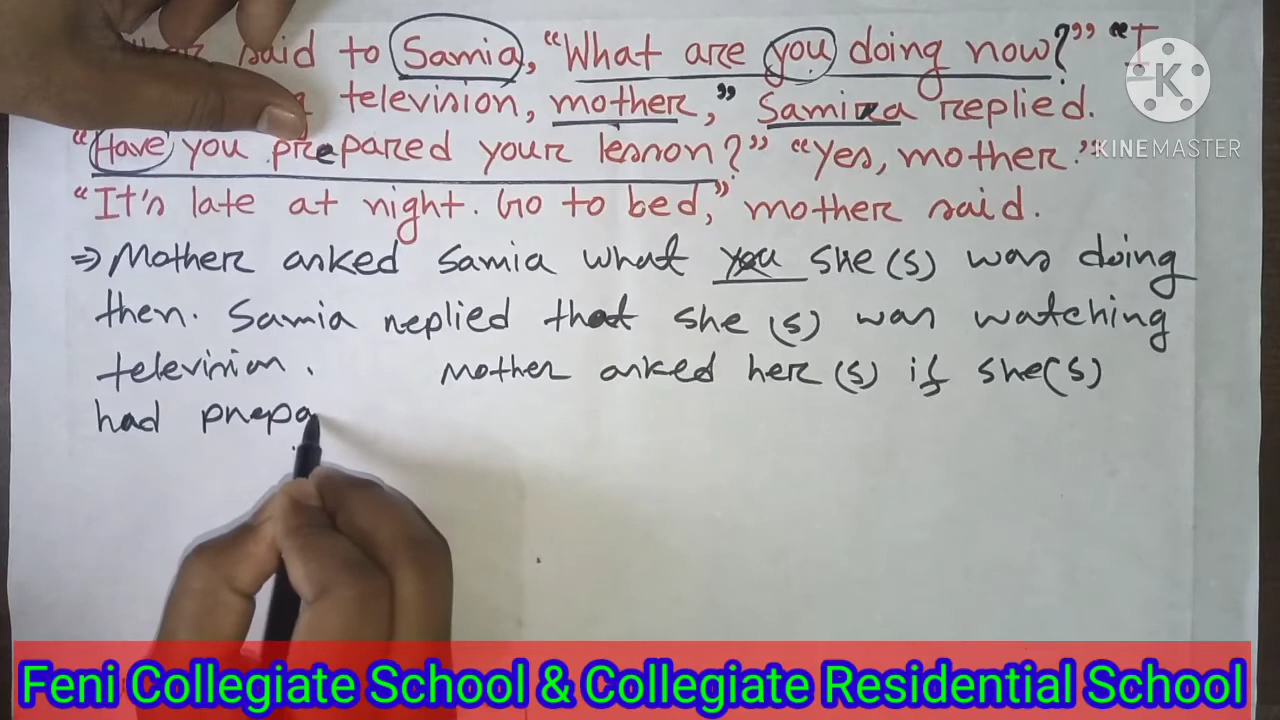 said to Samia, “What are you doing now?” “I
television, mother,” Samira replied.
“Have you prepared your lesson?” “Yes, mother.”
“It's late at night. Go to bed,” mother said.
⇒ Mother asked Samia what you she (s) was doing
then. Samia replied that she (s) was watching
television. Mother asked her (s) if she (s)
had prepa
K
KINEMASTER
Feni Collegiate School & Collegiate Residential School